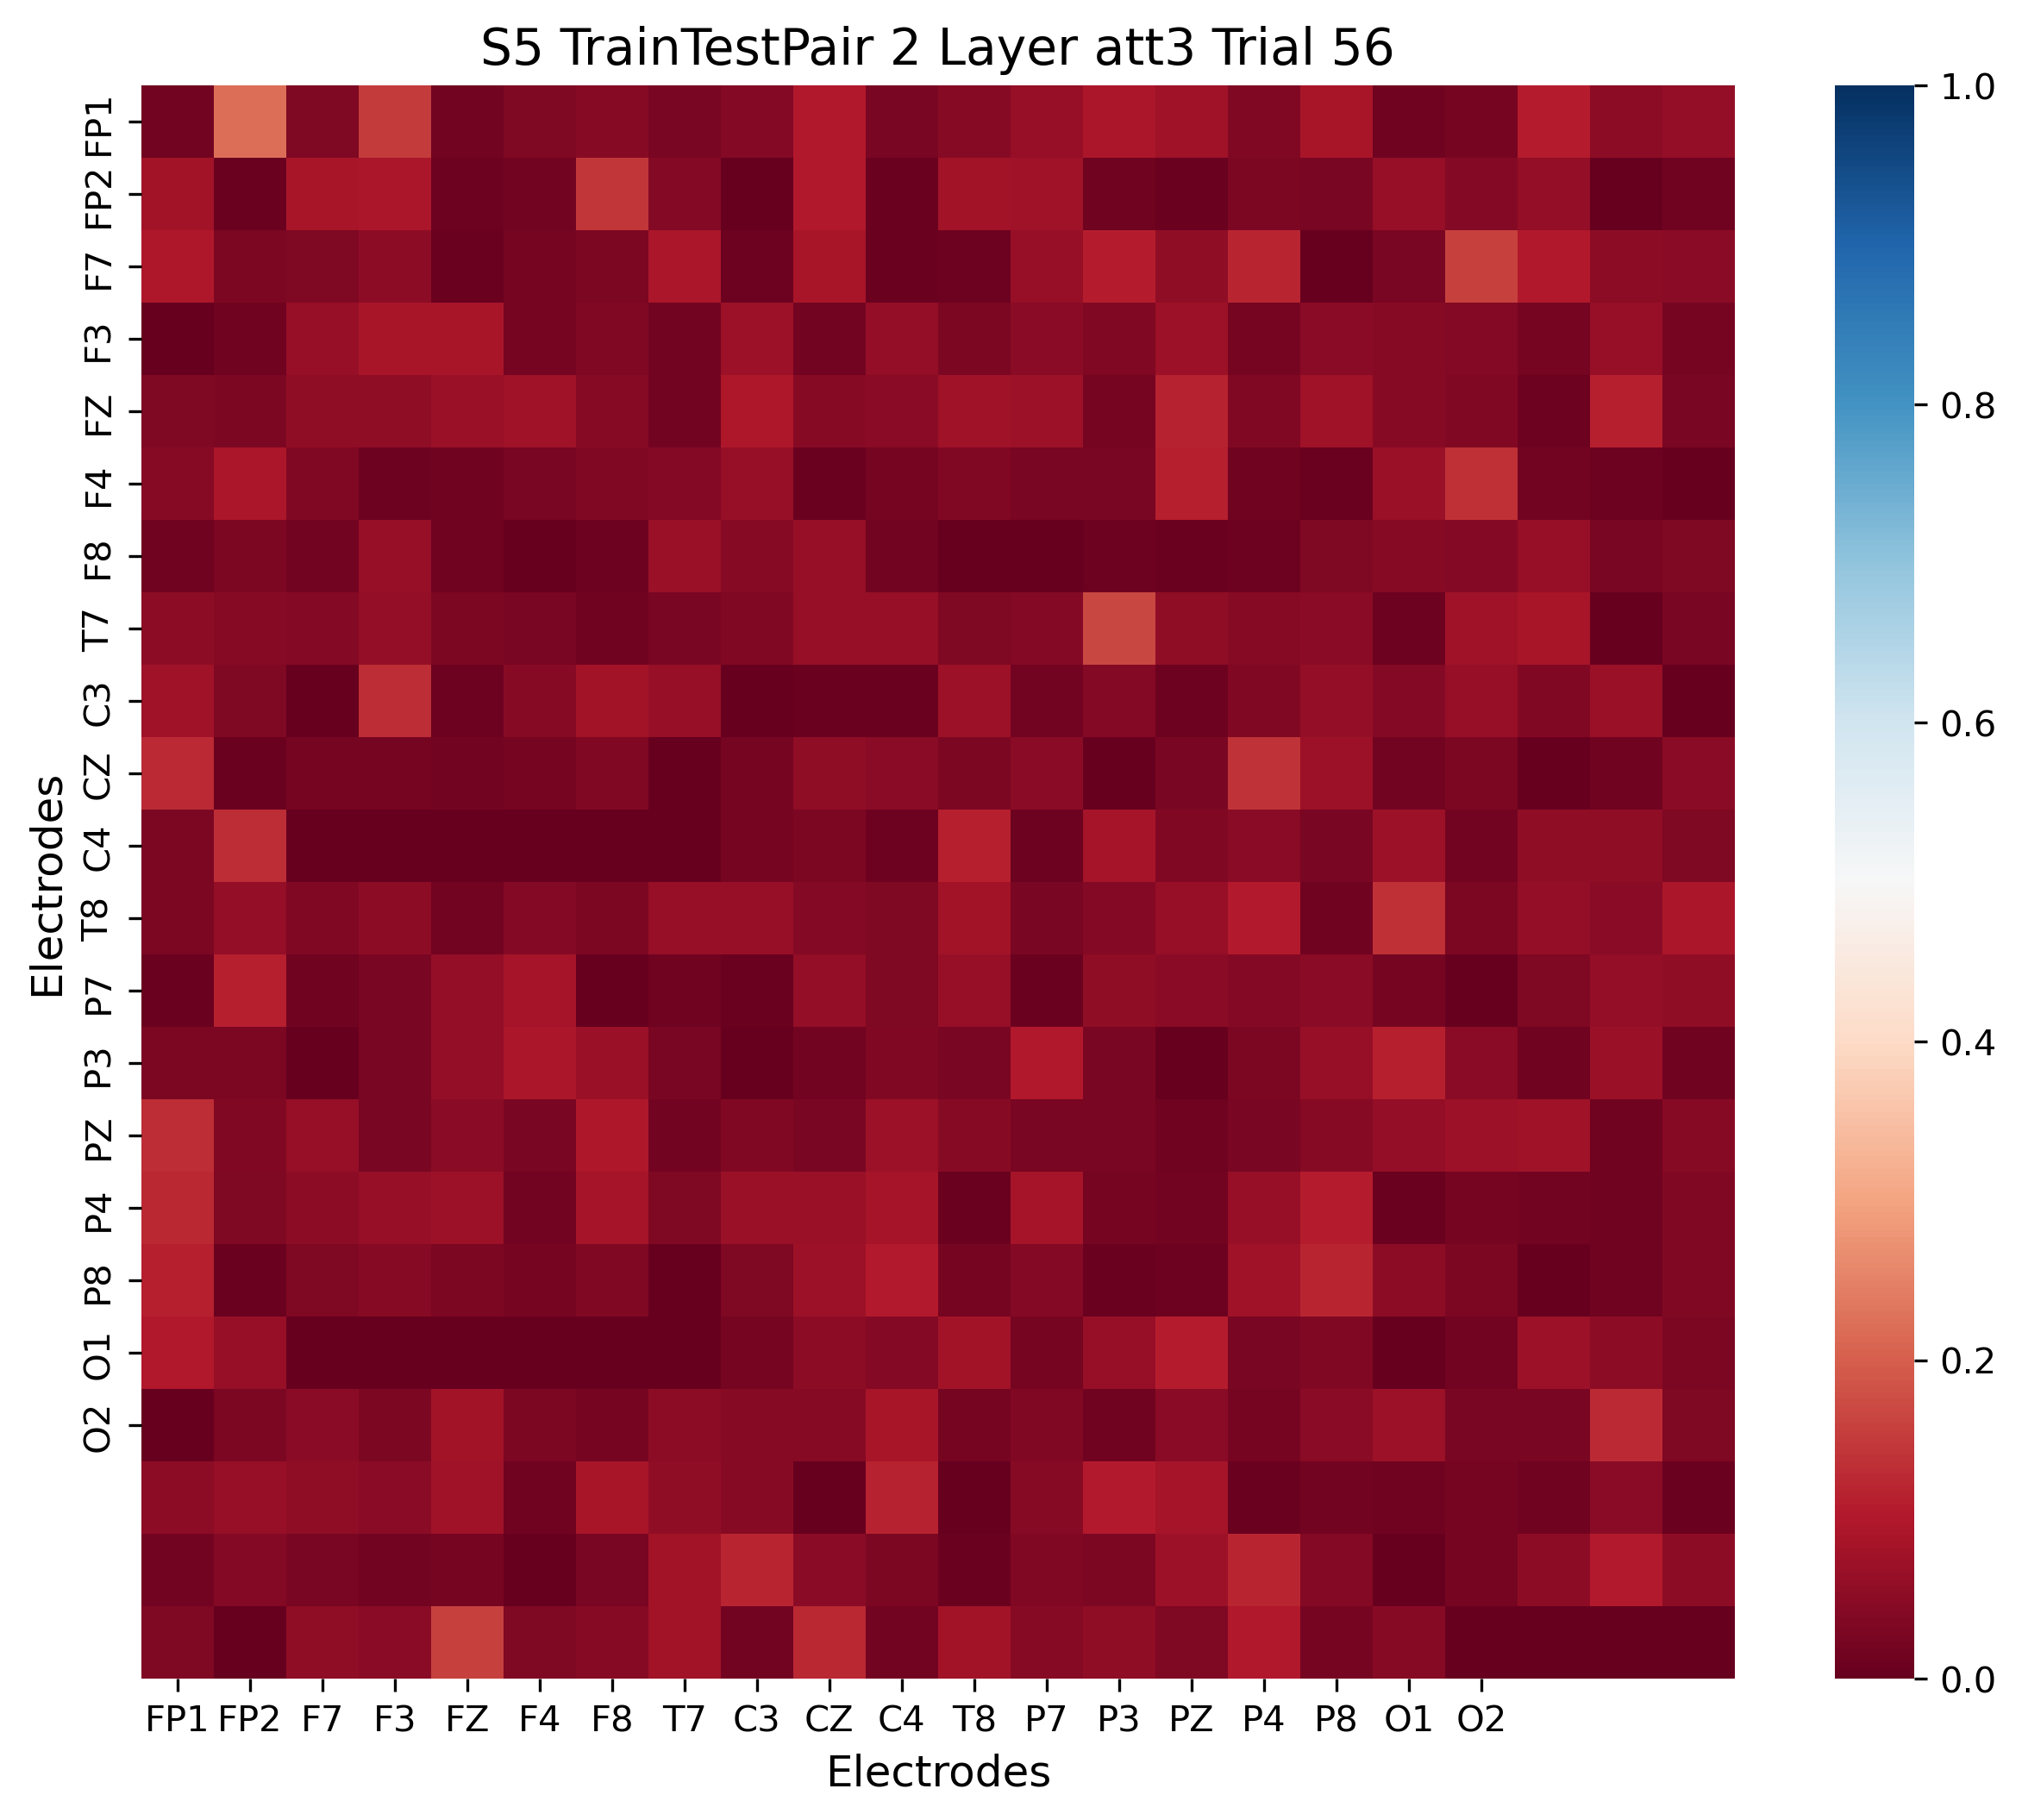 S5 TrainTestPair 2 Layer att3 Trial 56
Electrodes
FP1
FP2
F7
F3
FZ
F4
F8
T7
C3
CZ
C4
T8
P7
P3
PZ
P4
P8
O1
O2
FP1 FP2 F7 F3 FZ F4 F8 T7 C3 CZ C4 T8 P7 P3 PZ P4 P8 O1 O2
Electrodes
1.0
0.8
0.6
0.4
0.2
0.0